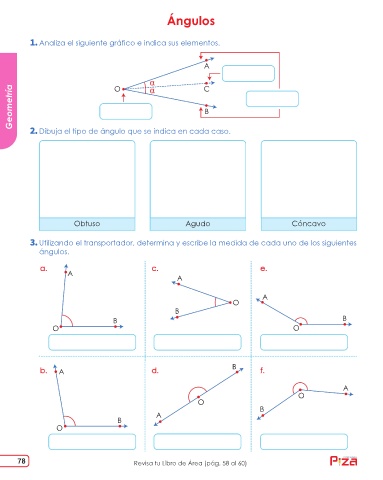 Ángulos
1. Analiza el siguiente gráfico e indica sus elementos.
A
α
O
α
C
B
Geometría
2. Dibuja el tipo de ángulo que se indica en cada caso.
Obtuso Agudo Cóncavo
3. Utilizando el transportador, determina y escribe la medida de cada uno de los siguientes
ángulos.
a. c. e.
A
A
O
B
A
B
O
B
O
b. d. f.
A
B
O
B
A
O
A
O
B
78
Revisa tu Libro de Área (pág. 58 al 60)
Pizza